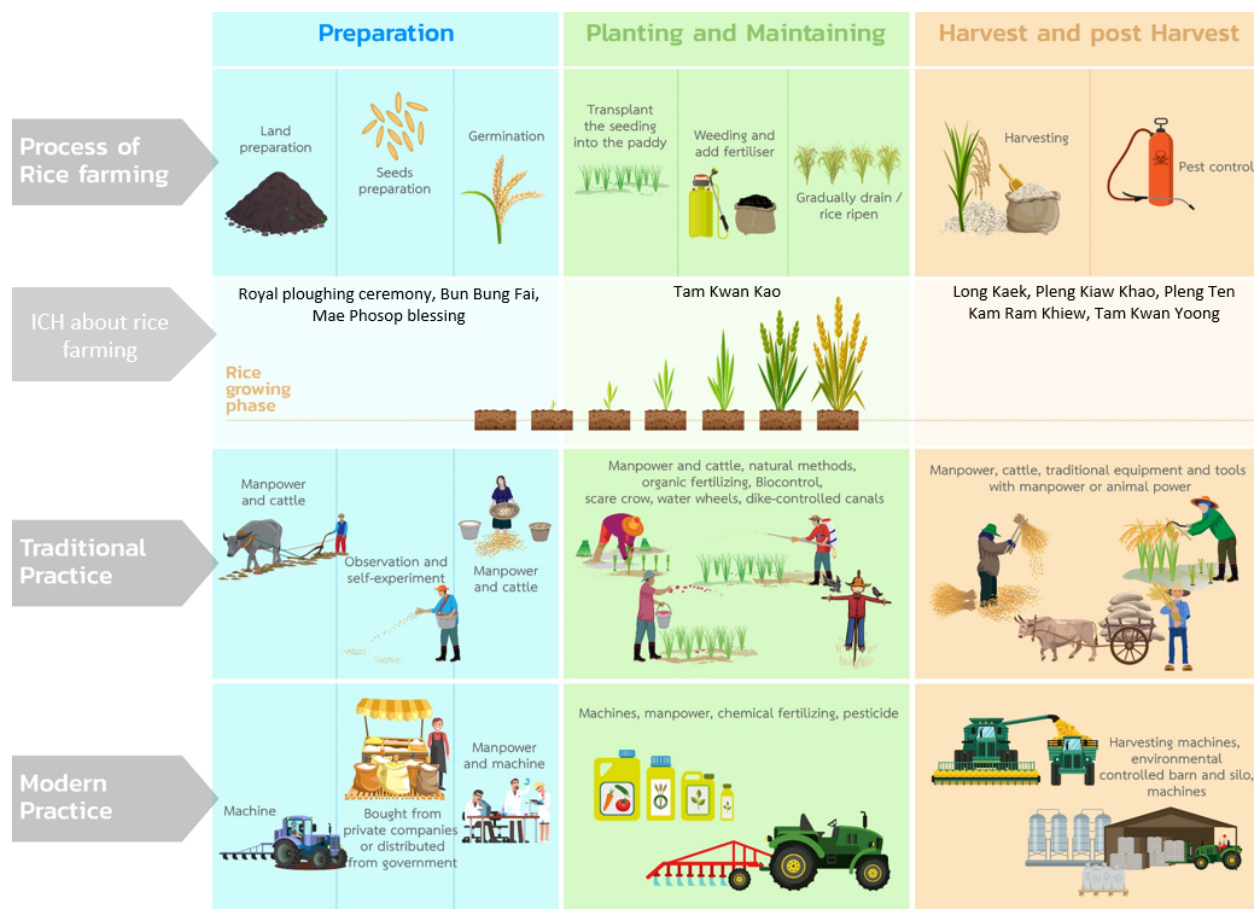 Preparation
Planting and Maintaining
Harvest and post Harvest
Process of
Rice farming
Land
preparation
Seeds
preparation
Germination
Transplant
the seeding
into the paddy
Weeding and
add fertiliser
Gradually drain /
rice ripen
Harvesting
Pest control
ICH about rice
farming
Royal ploughing ceremony, Bun Bung Fai,
Mae Phosop blessing
Tam Kwan Kao
Long Kaek, Pleng Kiaw Khao, Pleng Ten
Kam Ram Khiew, Tam Kwan Yoong
Rice
growing
phase
Traditional
Practice
Manpower
and cattle
Observation and
self-experiment
Manpower
and cattle
Manpower and cattle, natural methods,
organic fertilizing, Biocontrol,
scare crow, water wheels, dike-controlled canals
Manpower, cattle, traditional equipment and tools
with manpower or animal power
Modern
Practice
Machine
Bought from
private companies
or distributed
from government
Manpower
and machine
Machines, manpower, chemical fertilizing, pesticide
Harvesting machines,
environmental
controlled barn and silo,
machines